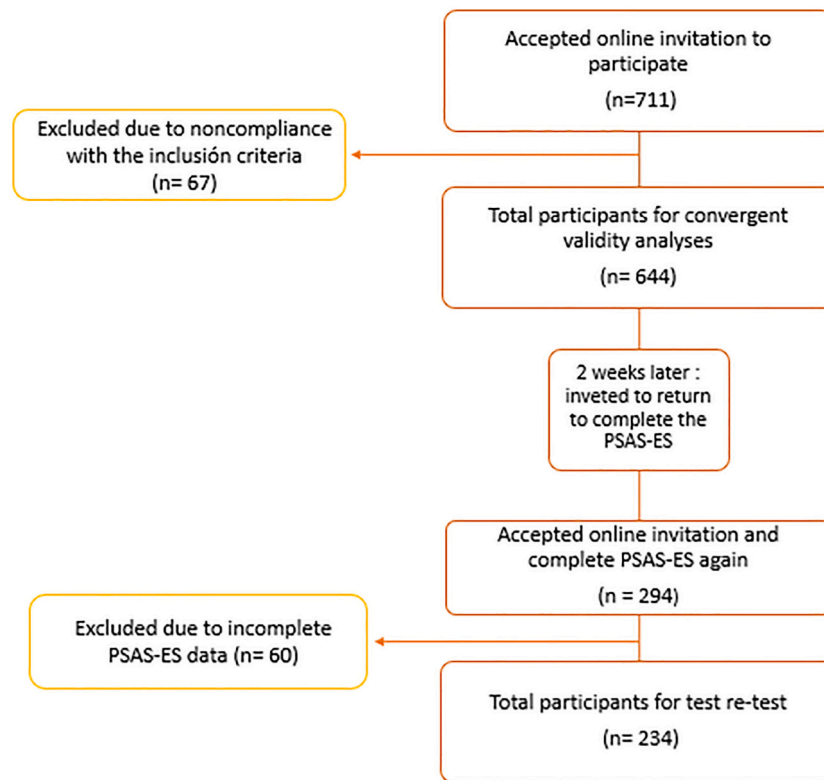 Accepted online invitation to
participate
(n=711)
Excluded due to noncompliance
with the inclusión criteria
(n= 67)
Total participants for convergent
validity analyses
(n= 644)
2 weeks later :
inveted to return
to complete the
PSAS-ES
Accepted online invitation and
complete PSAS-ES again
(n = 294)
Excluded due to incomplete
PSAS-ES data (n= 60)
Total participants for test re-test
(n= 234)